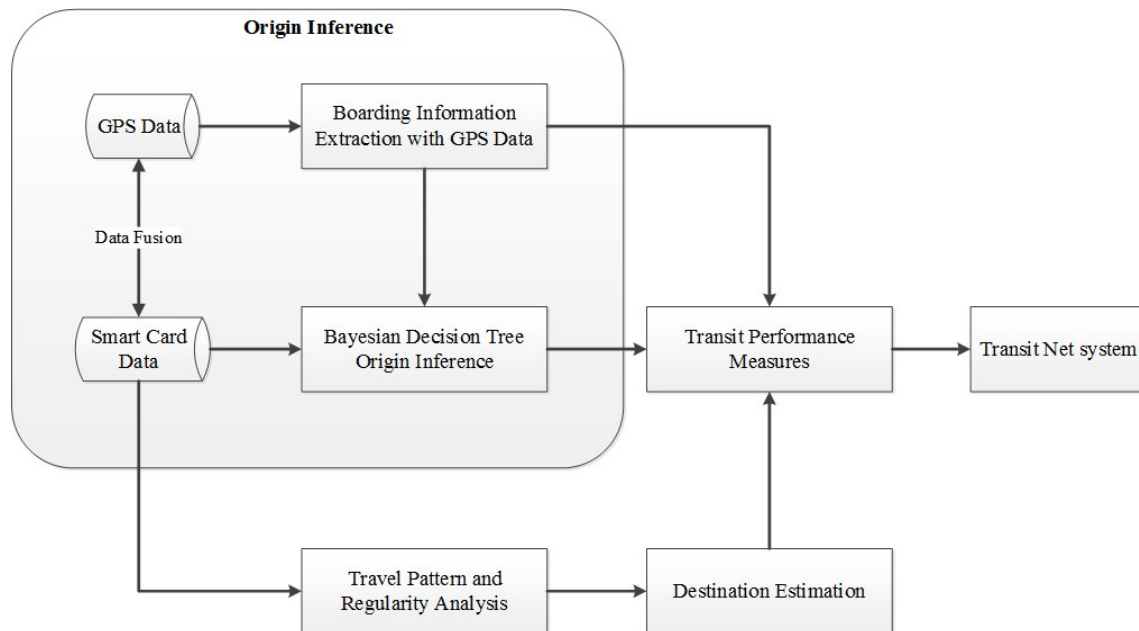 Origin Inference
GPS Data
Boarding Information
Extraction with GPS Data
Data Fusion
Smart Card
Data
Bayesian Decision Tree
Origin Inference
Transit Performance
Measures
Transit Net system
Travel Pattern and
Regularity Analysis
Destination Estimation